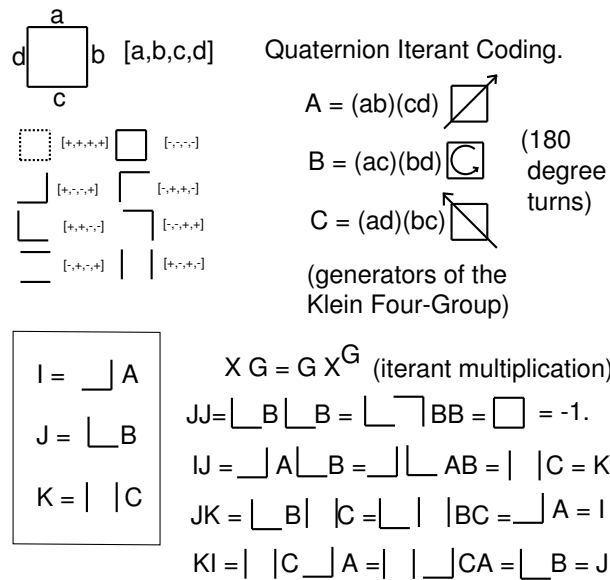 a
d b [a,b,c,d]
c
Quaternion Iterant Coding.
A = (ab)(cd)
B = (ac)(bd)
C = (ad)(bc)
(180
degree
turns)
(generators of the
Klein Four-Group)
[+,+,+,+] [-,-,-,-]
[+,-,-,+] [-,+,+,-]
[+,+,-,-] [-,-,+,+]
[-,+,-,+] [+,-,+,-]
I = A
J = B
K = C
X G = G X^G (iterant multiplication)
JJ= B B = BB = = -1.
IJ = A B = AB = C = K
JK = B C = BC = A = I
KI = C A = CA = B = J